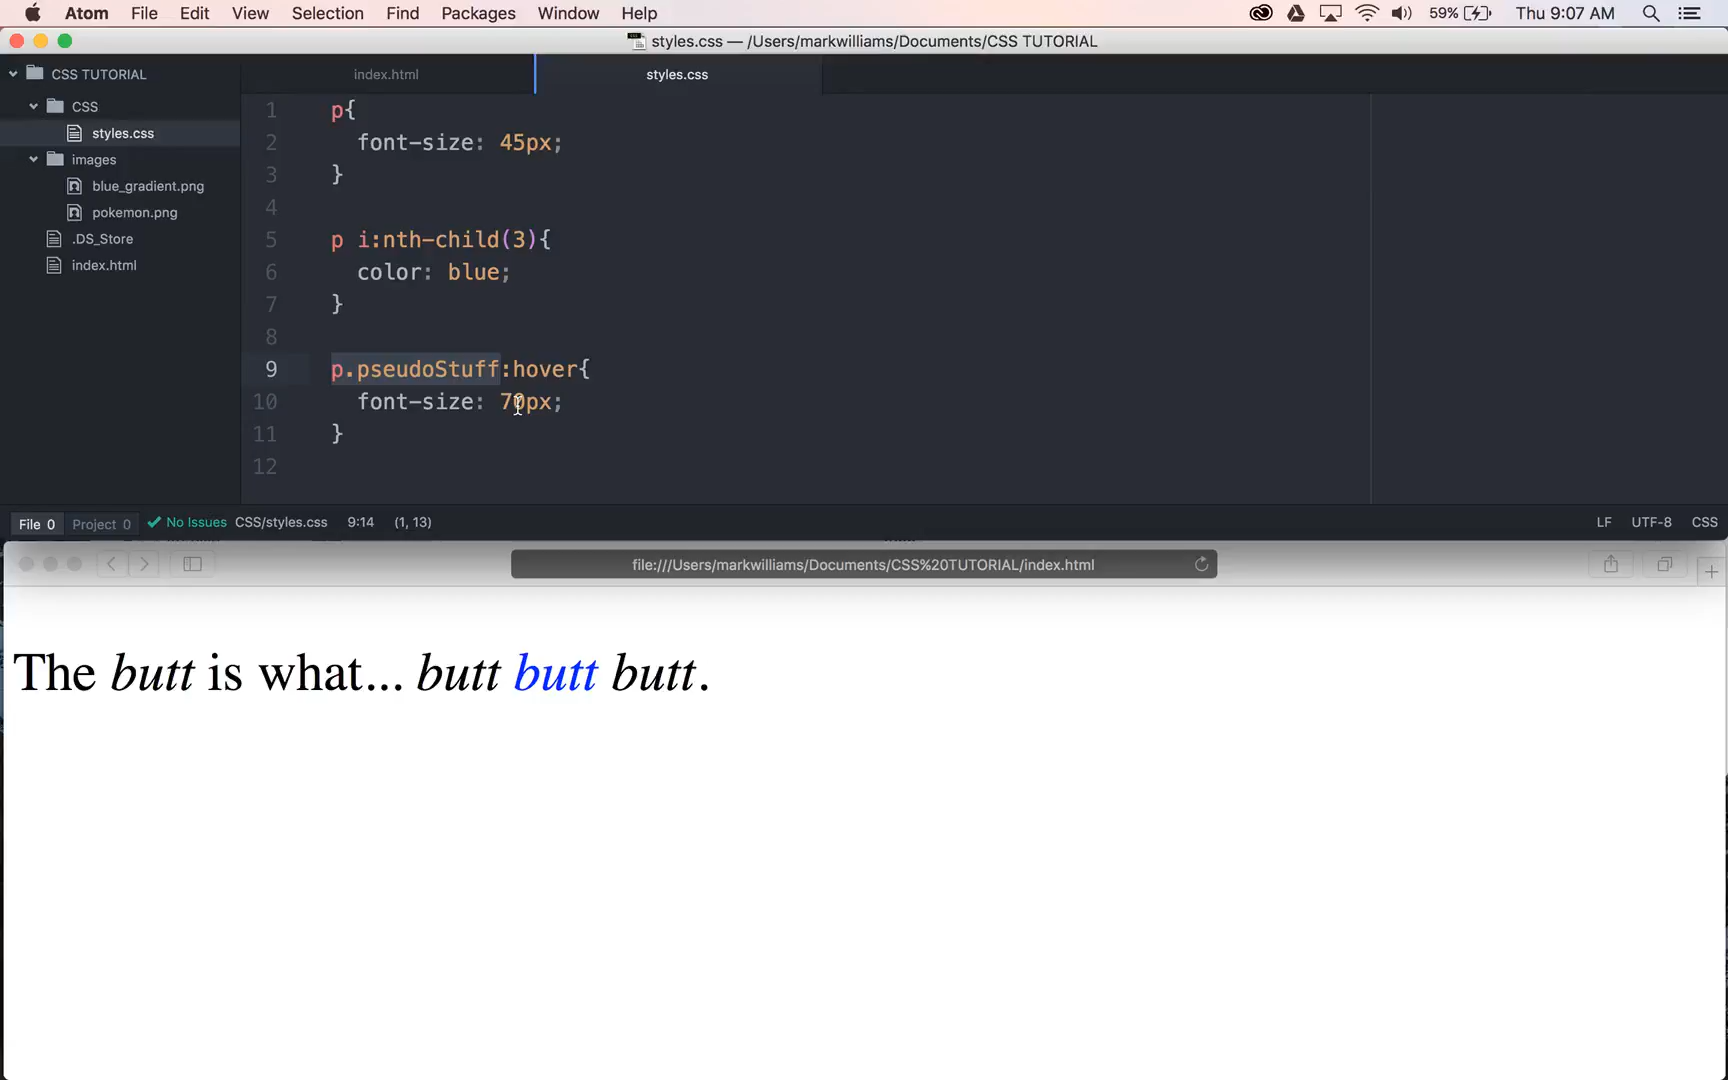 Atom File Edit View Selection Find Packages Window Help 59% Thu 9:07 AM
styles.css — /Users/markwilliams/Documents/CSS TUTORIAL
CSS TUTORIAL
CSS
styles.css
images
blue_gradient.png
pokemon.png
.DS_Store
index.html
index.html styles.css
1 p{
2 font-size: 45px;
3 }
4
5 p i:nth-child(3){
6 color: blue;
7 }
8
9 p.pseudoStuff:hover{
10 font-size: 70px;
11 }
12
File 0 Project 0 No Issues CSS/styles.css 9:14 (1, 13) LF UTF-8 CSS
file:///Users/markwilliams/Documents/CSS%20TUTORIAL/index.html
The butt is what... butt butt butt.